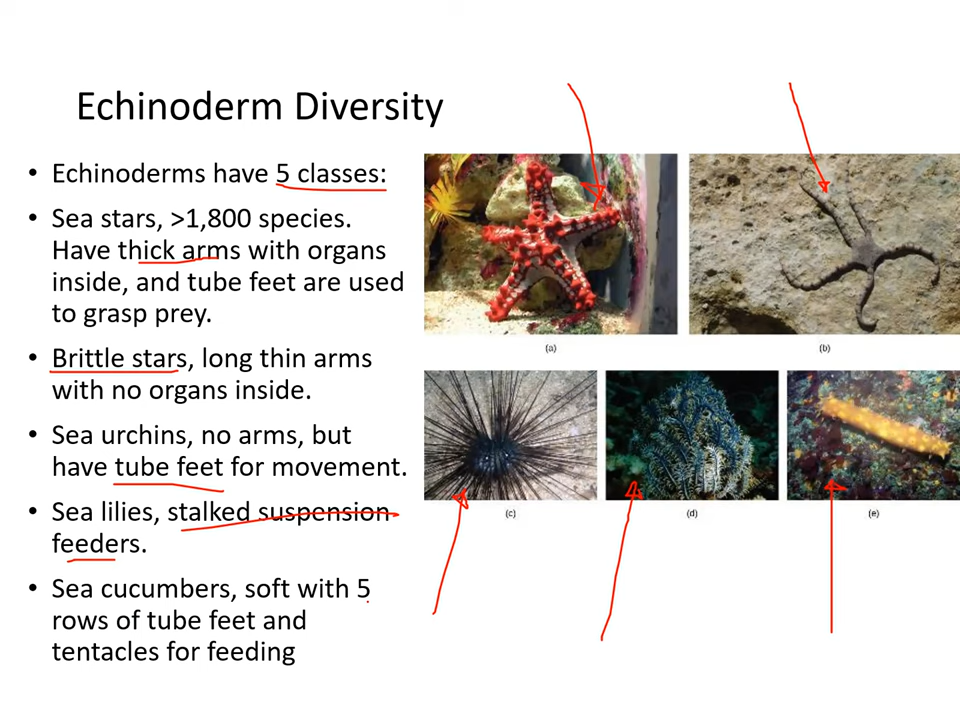 Echinoderm Diversity
• Echinoderms have 5 classes:
• Sea stars, >1,800 species.
Have thick arms with organs
inside, and tube feet are used
to grasp prey.
• Brittle stars, long thin arms
with no organs inside.
• Sea urchins, no arms, but
have tube feet for movement.
• Sea lilies, stalked suspension
feeders.
• Sea cucumbers, soft with 5
rows of tube feet and
tentacles for feeding
(a)
(b)
(c)
(d)
(e)